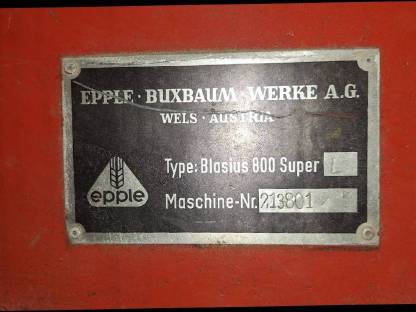 EPPLE · BUXBAUM · WERKE A.G.
WELS · AUSTRIA
Type: Blasius 800 Super L
epple
Maschine-Nr. 213801